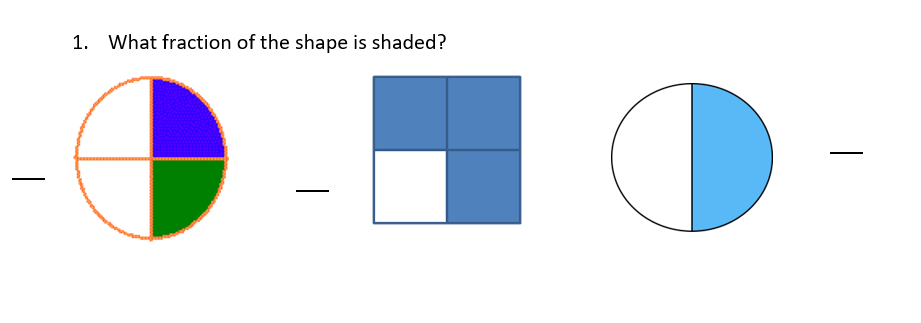 1. What fraction of the shape is shaded?